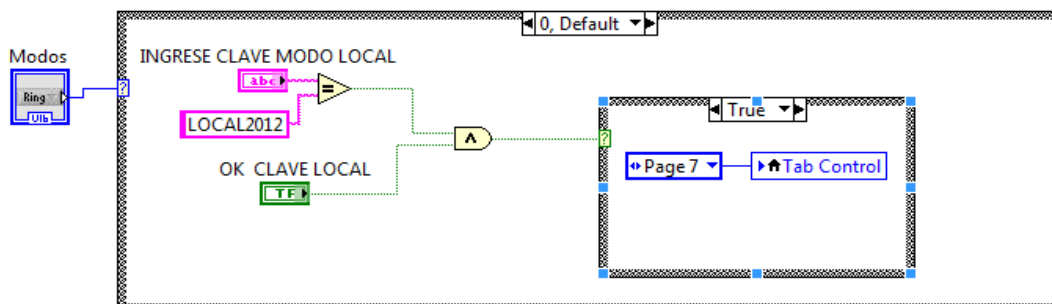 0, Default
Modos
INGRESE CLAVE MODO LOCAL
Ring
U16
?
abc
=
LOCAL2012
True
?
Page 7
Tab Control
OK CLAVE LOCAL
TF